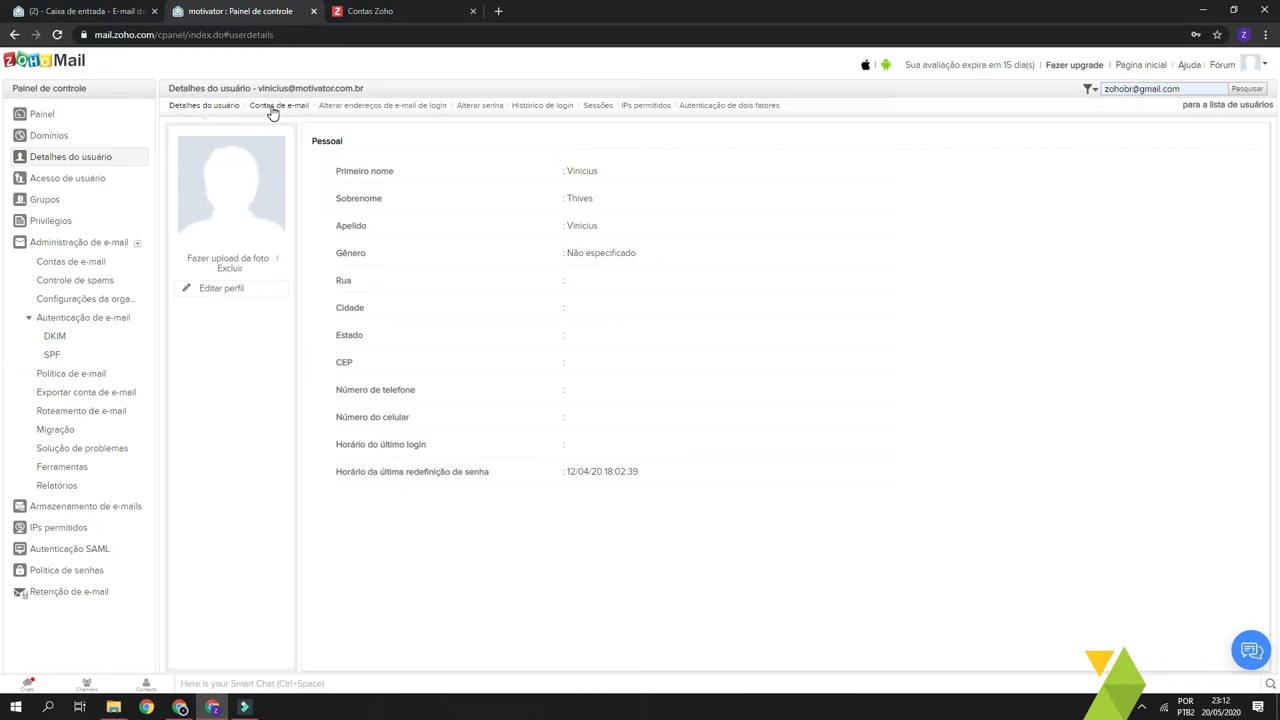 (2) - Caixa de entrada - E-mail da
motivator : Painel de controle
Contas Zoho
mail.zoho.com/cpanel/index.do#userdetails
ZOHO Mail
Sua avaliação expira em 15 dia(s)
Fazer upgrade
Página inicial
Ajuda
Fórum
Painel de controle
Detalhes do usuário - vinicius@motivator.com.br
zohobr@gmail.com
Pesquisar
Detalhes do usuário
Contas de e-mail
Alterar endereços de e-mail de login
Alterar senha
Histórico de login
Sessões
IPs permitidos
Autenticação de dois fatores
para a lista de usuários
Painel
Domínios
Detalhes do usuário
Acesso de usuário
Grupos
Privilégios
Administração de e-mail
Contas de e-mail
Controle de spams
Configurações da orga...
Autenticação de e-mail
DKIM
SPF
Política de e-mail
Exportar conta de e-mail
Roteamento de e-mail
Migração
Solução de problemas
Ferramentas
Relatórios
Armazenamento de e-mails
IPs permitidos
Autenticação SAML
Política de senhas
Retenção de e-mail
Fazer upload da foto
Excluir
Editar perfil
Pessoal
Primeiro nome : Vinicius
Sobrenome : Thives
Apelido : Vinicius
Gênero : Não especificado
Rua :
Cidade :
Estado :
CEP :
Número de telefone :
Número do celular :
Horário do último login :
Horário da última redefinição de senha : 12/04/20 18:02:39
Chats
Channels
Contacts
Here is your Smart Chat (Ctrl+Space)
POR
PTB2
23:12
20/05/2020